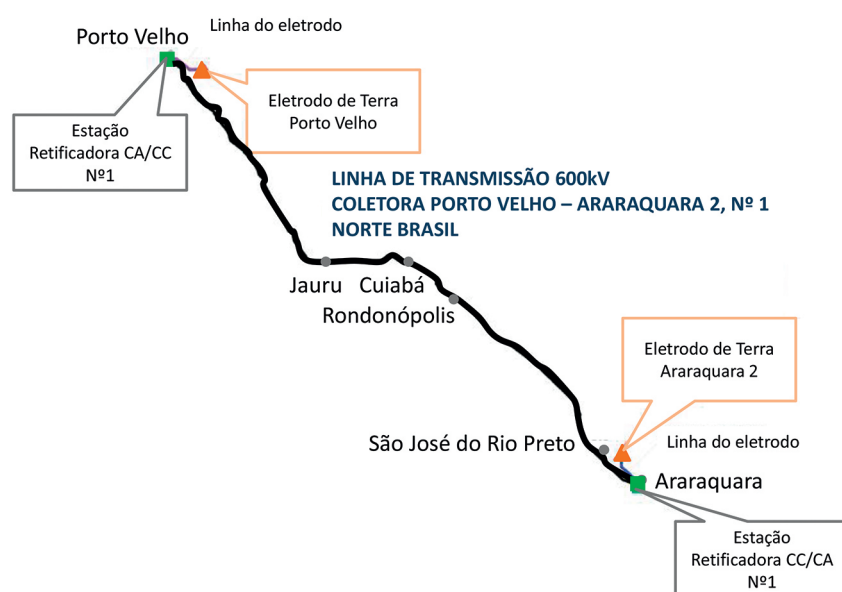 Linha do eletrodo
Porto Velho
Eletrodo de Terra
Porto Velho
Estação
Retificadora CA/CC
Nº1
LINHA DE TRANSMISSÃO 600kV
COLETORA PORTO VELHO – ARARAQUARA 2, Nº 1
NORTE BRASIL
Jauru
Cuiabá
Rondonópolis
Eletrodo de Terra
Araraquara 2
São José do Rio Preto
Linha do eletrodo
Araraquara
Estação
Retificadora CC/CA
Nº1